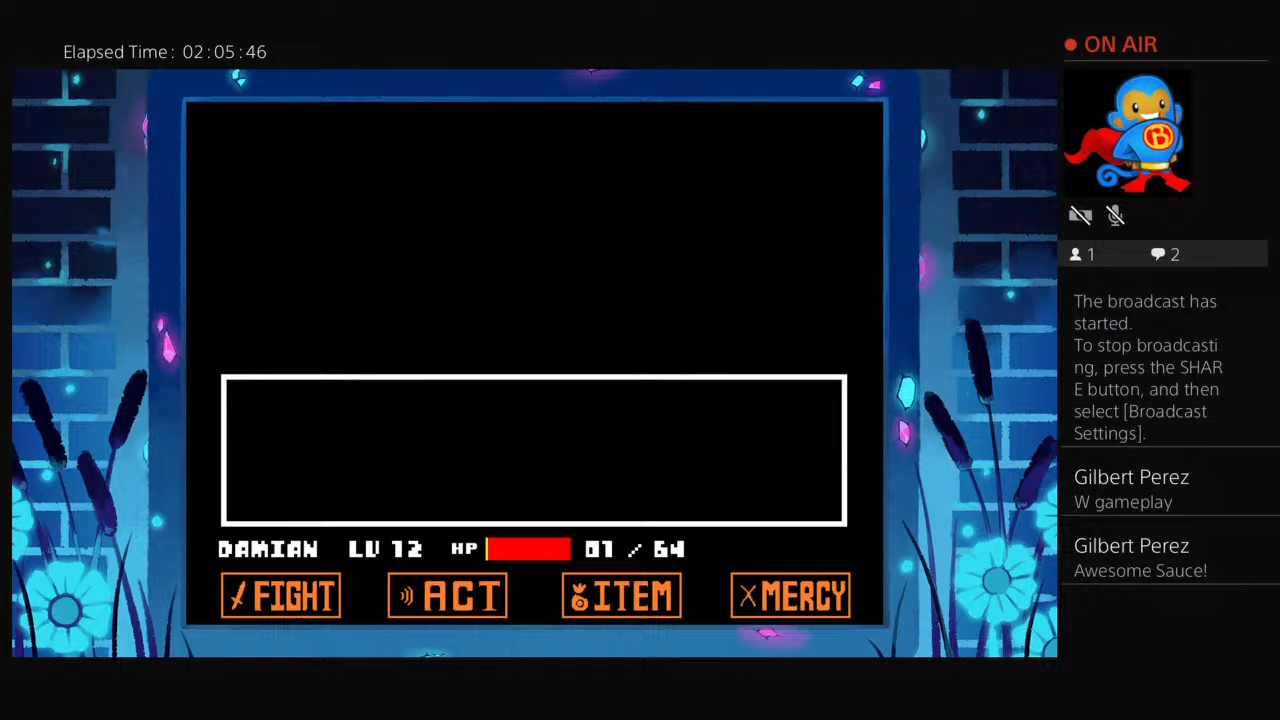 Elapsed Time: 02:05:46
ON AIR
B
1 2
The broadcast has
started.
To stop broadcasti
ng, press the SHAR
E button, and then
select [Broadcast
Settings].
Gilbert Perez
W gameplay
Gilbert Perez
Awesome Sauce!
DAMIAN LV 12 HP 01 / 64
FIGHT ACT ITEM MERCY